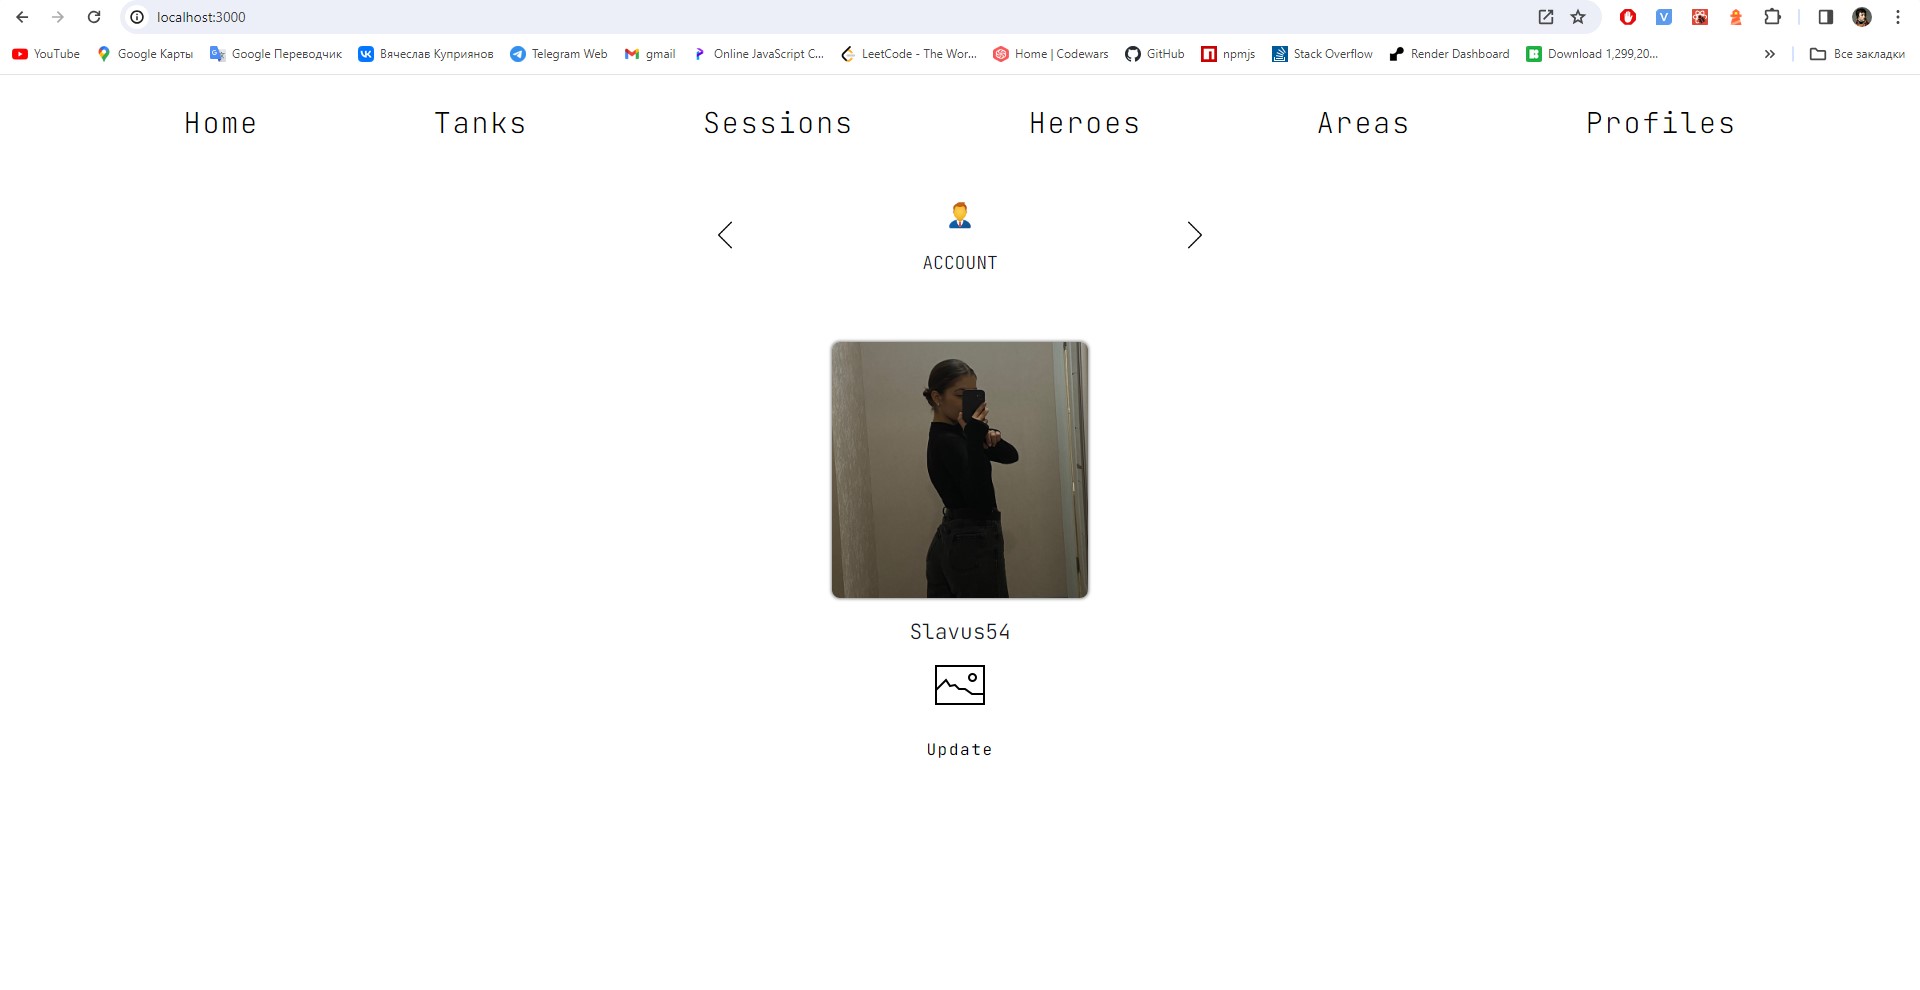 localhost:3000
YouTube Google Карты Google Переводчик Вячеслав Куприянов Telegram Web gmail Online JavaScript C... LeetCode - The Wor... Home | Codewars GitHub npmjs Stack Overflow Render Dashboard Download 1,299,20... » Все закладки
Home Tanks Sessions Heroes Areas Profiles
ACCOUNT
Slavus54
Update